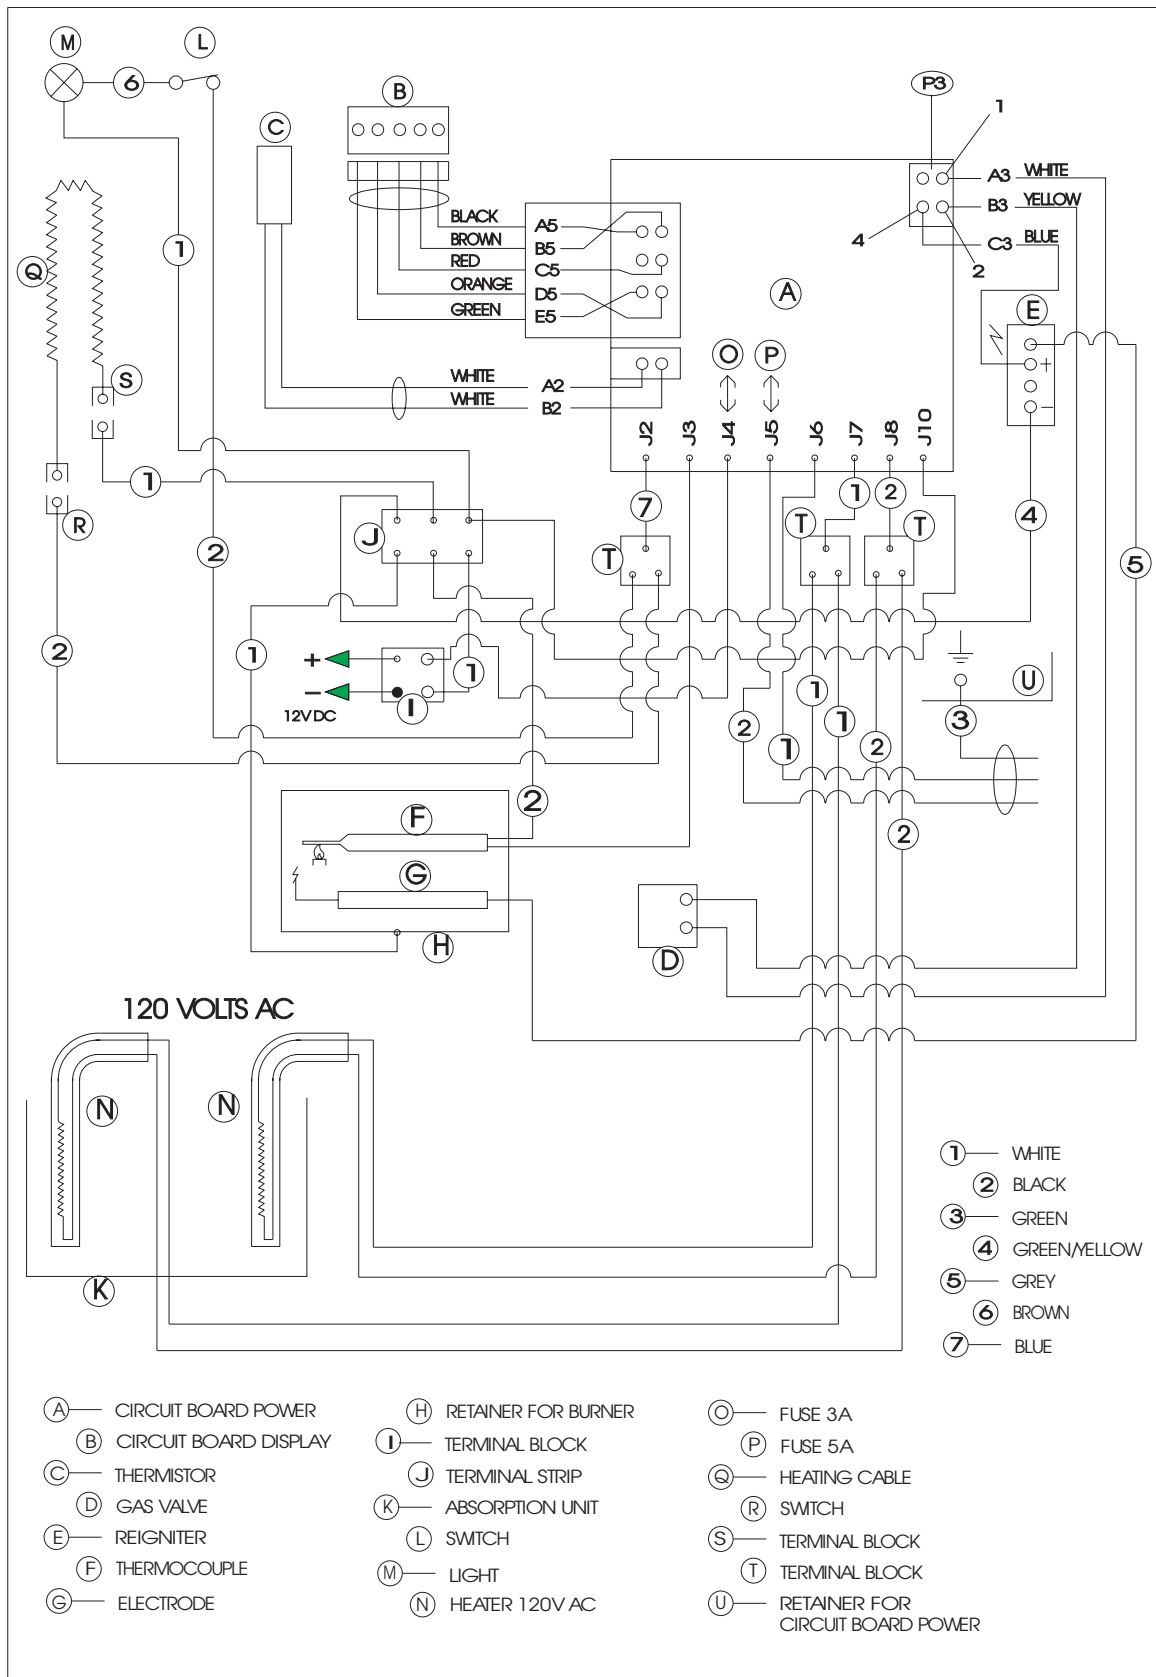 M
L
6
P3
B
C
1
A3 WHITE
B3 YELLOW
C3 BLUE
4
2
BLACK A5
BROWN B5
RED C5
ORANGE D5
GREEN E5
A
E
+
−
Q
1
S
O
P
WHITE A2
WHITE B2
J2
J3
J4
J5
J6
J7
J8
J10
1
R
7
1
2
4
J
T
T
T
2
5
2
1
+
−
12V DC
I
1
1
1
2
2
1
3
U
2
2
F
G
H
D
120 VOLTS AC
N
N
K
1 WHITE
2 BLACK
3 GREEN
4 GREEN/YELLOW
5 GREY
6 BROWN
7 BLUE
A CIRCUIT BOARD POWER
B CIRCUIT BOARD DISPLAY
C THERMISTOR
D GAS VALVE
E REIGNITER
F THERMOCOUPLE
G ELECTRODE
H RETAINER FOR BURNER
I TERMINAL BLOCK
J TERMINAL STRIP
K ABSORPTION UNIT
L SWITCH
M LIGHT
N HEATER 120V AC
O FUSE 3A
P FUSE 5A
Q HEATING CABLE
R SWITCH
S TERMINAL BLOCK
T TERMINAL BLOCK
U RETAINER FOR
CIRCUIT BOARD POWER